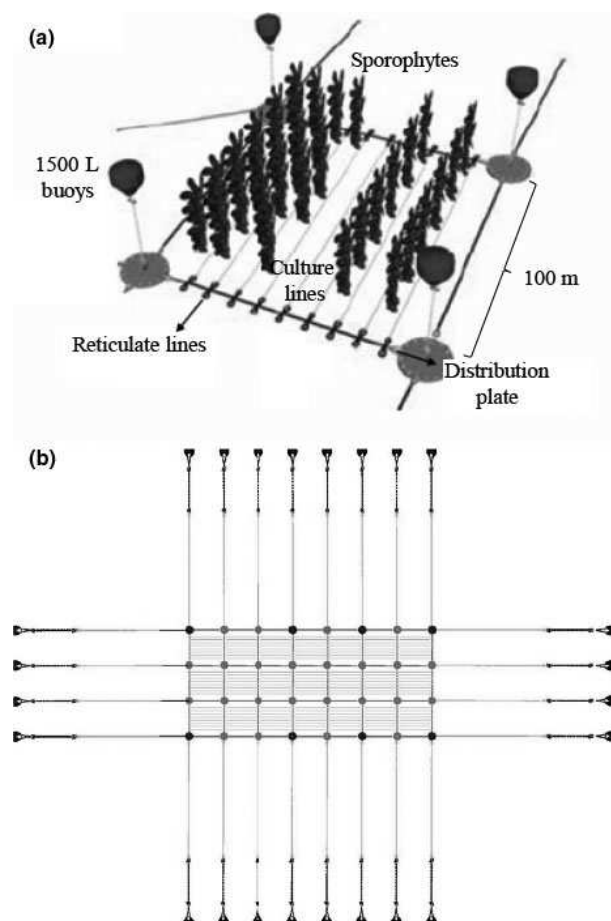 (a)
Sporophytes
1500 L
buoys
Culture
lines
100 m
Reticulate lines
Distribution
plate
(b)